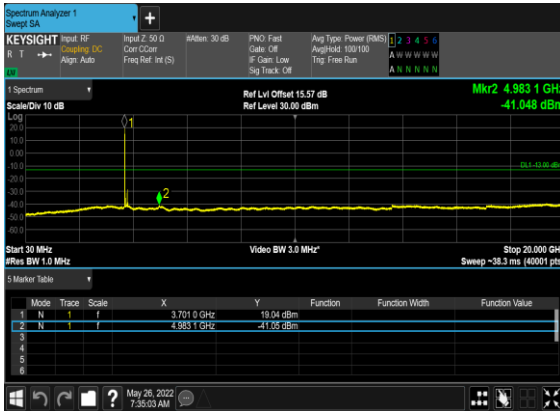 Spectrum Analyzer 1
Swept SA
+
KEYSIGHT
R T
LW
Input: RF
Coupling: DC
Align: Auto
Input Z: 50 Ω
Corr CCorr
Freq Ref: Int (S)
#Atten: 30 dB
PNO: Fast
Gate: Off
IF Gain: Low
Sig Track: Off
Avg Type: Power (RMS)
Avg|Hold: 100/100
Trig: Free Run
1 2 3 4 5 6
A W W W W W
A N N N N N
1 Spectrum
Scale/Div 10 dB
Ref Lvl Offset 15.57 dB
Ref Level 30.00 dBm
Mkr2 4.983 1 GHz
-41.048 dBm
Log
20.0
10.0
0.00
-10.0
-20.0
-30.0
-40.0
-50.0
-60.0
1
2
DL1 -13.00 dBm
Start 30 MHz
#Res BW 1.0 MHz
Video BW 3.0 MHz*
Stop 20.000 GH
Sweep ~38.3 ms (40001 pts
5 Marker Table
Mode Trace Scale X Y Function Function Width Function Value
1 N 1 f 3.701 0 GHz 19.04 dBm
2 N 1 f 4.983 1 GHz -41.05 dBm
3
4
5
6
?
May 26, 2022
7:35:03 AM